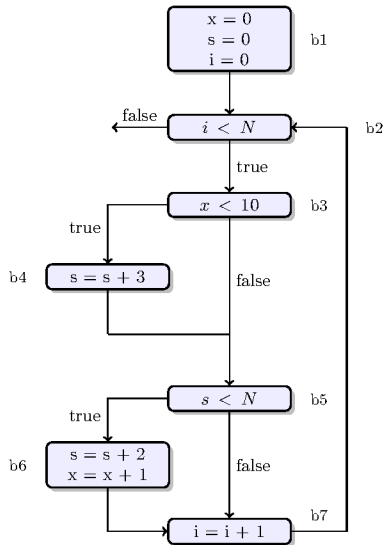 x = 0
s = 0
i = 0
b1
false
i < N
b2
true
x < 10
b3
true
b4
s = s + 3
false
s < N
b5
true
b6
s = s + 2
x = x + 1
false
b7
i = i + 1